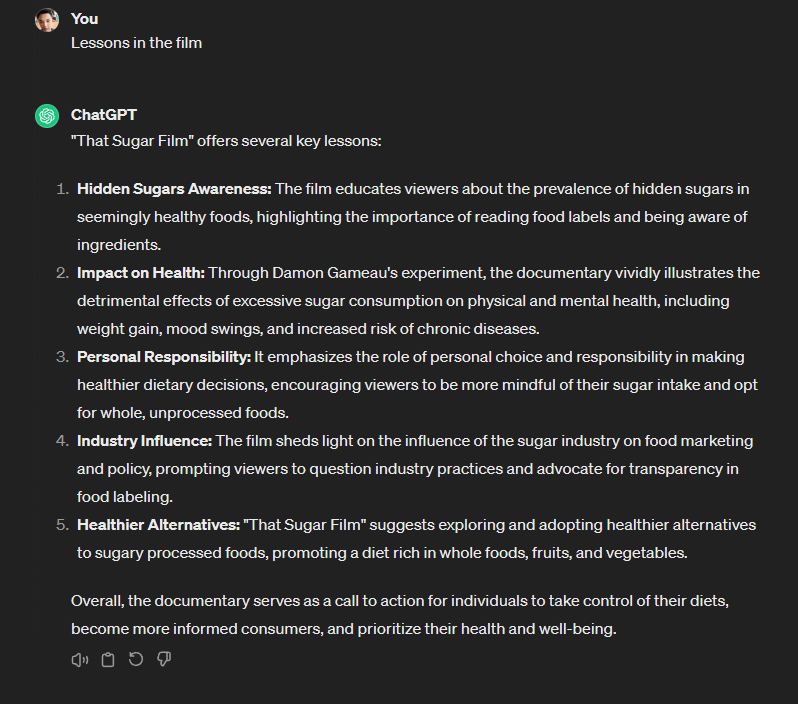 You
Lessons in the film
ChatGPT
"That Sugar Film" offers several key lessons:
1. Hidden Sugars Awareness: The film educates viewers about the prevalence of hidden sugars in
seemingly healthy foods, highlighting the importance of reading food labels and being aware of
ingredients.
2. Impact on Health: Through Damon Gameau's experiment, the documentary vividly illustrates the
detrimental effects of excessive sugar consumption on physical and mental health, including
weight gain, mood swings, and increased risk of chronic diseases.
3. Personal Responsibility: It emphasizes the role of personal choice and responsibility in making
healthier dietary decisions, encouraging viewers to be more mindful of their sugar intake and opt
for whole, unprocessed foods.
4. Industry Influence: The film sheds light on the influence of the sugar industry on food marketing
and policy, prompting viewers to question industry practices and advocate for transparency in
food labeling.
5. Healthier Alternatives: "That Sugar Film" suggests exploring and adopting healthier alternatives
to sugary processed foods, promoting a diet rich in whole foods, fruits, and vegetables.
Overall, the documentary serves as a call to action for individuals to take control of their diets,
become more informed consumers, and prioritize their health and well-being.